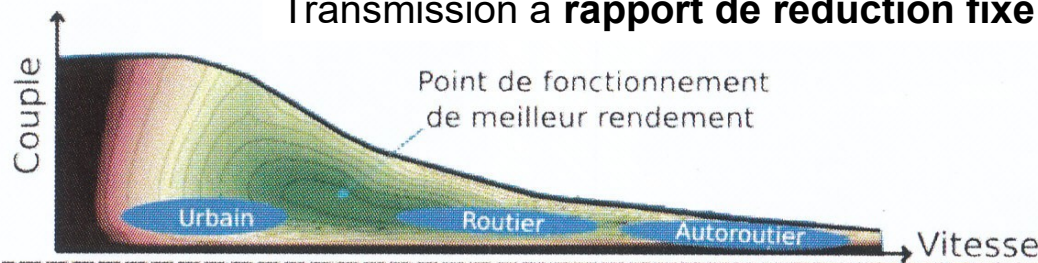 Transmission à rapport de réduction fixe
Couple
Point de fonctionnement
de meilleur rendement
Urbain
Routier
Autoroutier
Vitesse